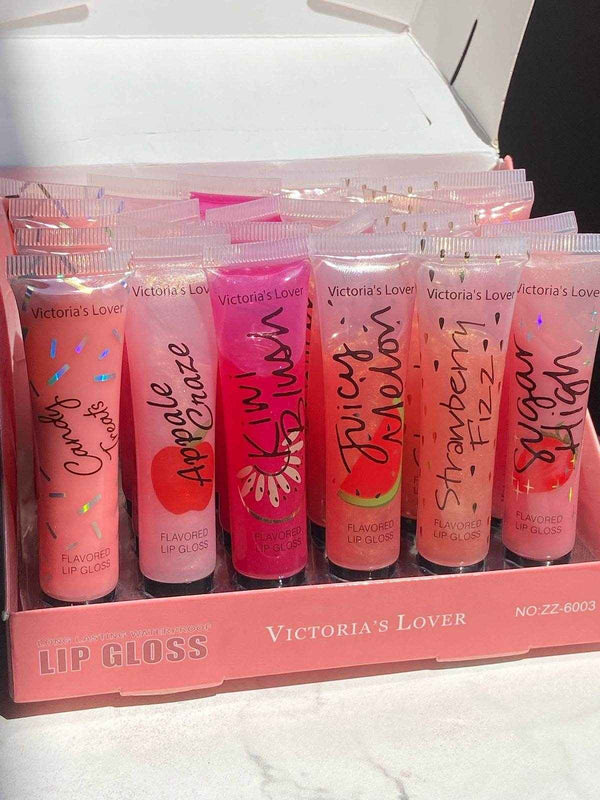 Victoria's Lover
Candy
Treats
FLAVORED
LIP GLOSS
Victoria's Lov
Appale
Craze
FLAVORED
LIP GLOSS
Victoria's Lover
Kiwi
Blush
FLAVORED
LIP GLOSS
Victoria's Lover
Juicy
Melon
FLAVORED
LIP GLOSS
Victoria's Lover
Strawberry
Fizz
FLAVORED
LIP GLOSS
Victoria's Lover
Sugar
High
FLAVORED
LIP GLOSS
LONG LASTING WATERPROOF
LIP GLOSS
VICTORIA'S LOVER
NO:ZZ-6003